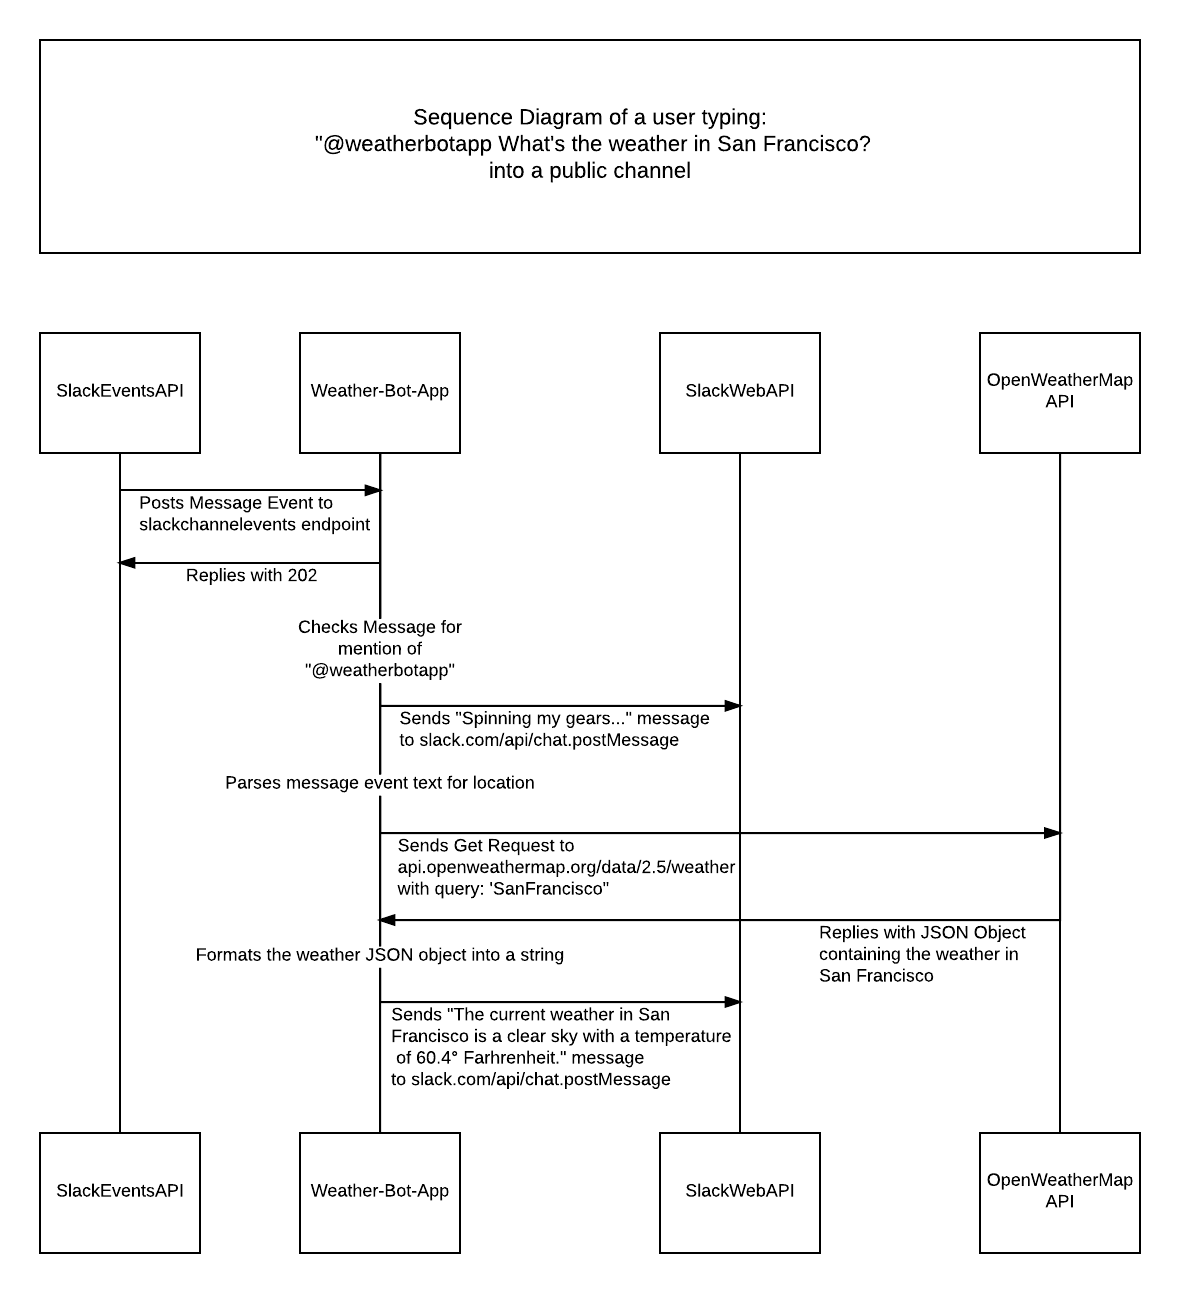 Sequence Diagram of a user typing:
"@weatherbotapp What's the weather in San Francisco?
into a public channel
SlackEventsAPI
Weather-Bot-App
SlackWebAPI
OpenWeatherMap
API
Posts Message Event to
slackchannelevents endpoint
Replies with 202
Checks Message for
mention of
"@weatherbotapp"
Sends "Spinning my gears..." message
to slack.com/api/chat.postMessage
Parses message event text for location
Sends Get Request to
api.openweathermap.org/data/2.5/weather
with query: 'SanFrancisco"
Replies with JSON Object
containing the weather in
San Francisco
Formats the weather JSON object into a string
Sends "The current weather in San
Francisco is a clear sky with a temperature
of 60.4° Farhrenheit." message
to slack.com/api/chat.postMessage
SlackEventsAPI
Weather-Bot-App
SlackWebAPI
OpenWeatherMap
API